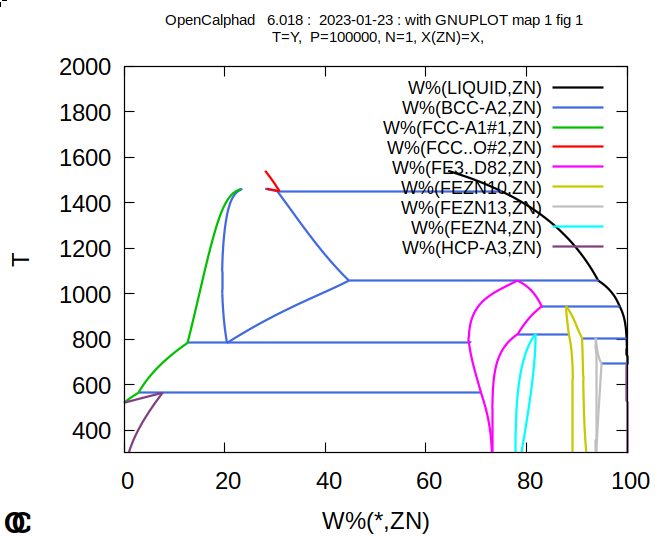 OpenCalphad 6.018 : 2023-01-23 : with GNUPLOT map 1 fig 1
T=Y, P=100000, N=1, X(ZN)=X,
2000
1800
1600
1400
1200
1000
800
600
400
T
W%(LIQUID,ZN)
W%(BCC-A2,ZN)
W%(FCC-A1#1,ZN)
W%(FCC..O#2,ZN)
W%(FE3..D82,ZN)
W%(FEZN10,ZN)
W%(FEZN13,ZN)
W%(FEZN4,ZN)
W%(HCP-A3,ZN)
0 20 40 60 80 100
W%(*,ZN)
OC